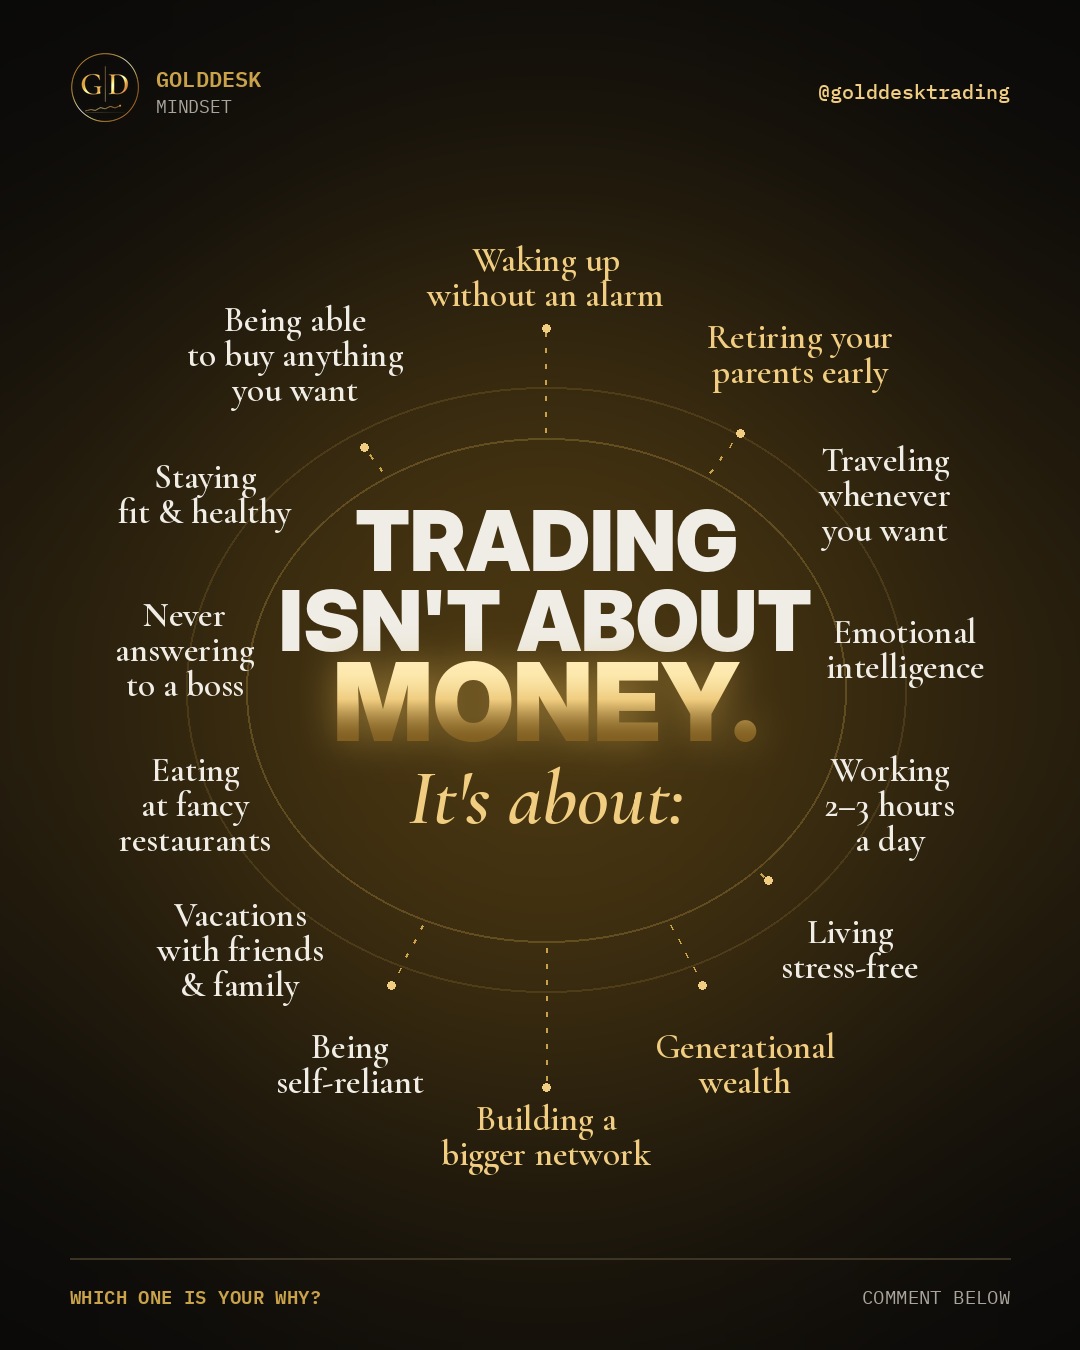 G|D
GOLDDESK
MINDSET
@golddesktrading
Waking up
without an alarm
Being able
to buy anything
you want
Retiring your
parents early
Staying
fit & healthy
Traveling
whenever
you want
TRADING
ISN'T ABOUT
MONEY.
It's about:
Never
answering
to a boss
Emotional
intelligence
Eating
at fancy
restaurants
Working
2–3 hours
a day
Vacations
with friends
& family
Living
stress-free
Being
self-reliant
Generational
wealth
Building a
bigger network
WHICH ONE IS YOUR WHY?
COMMENT BELOW